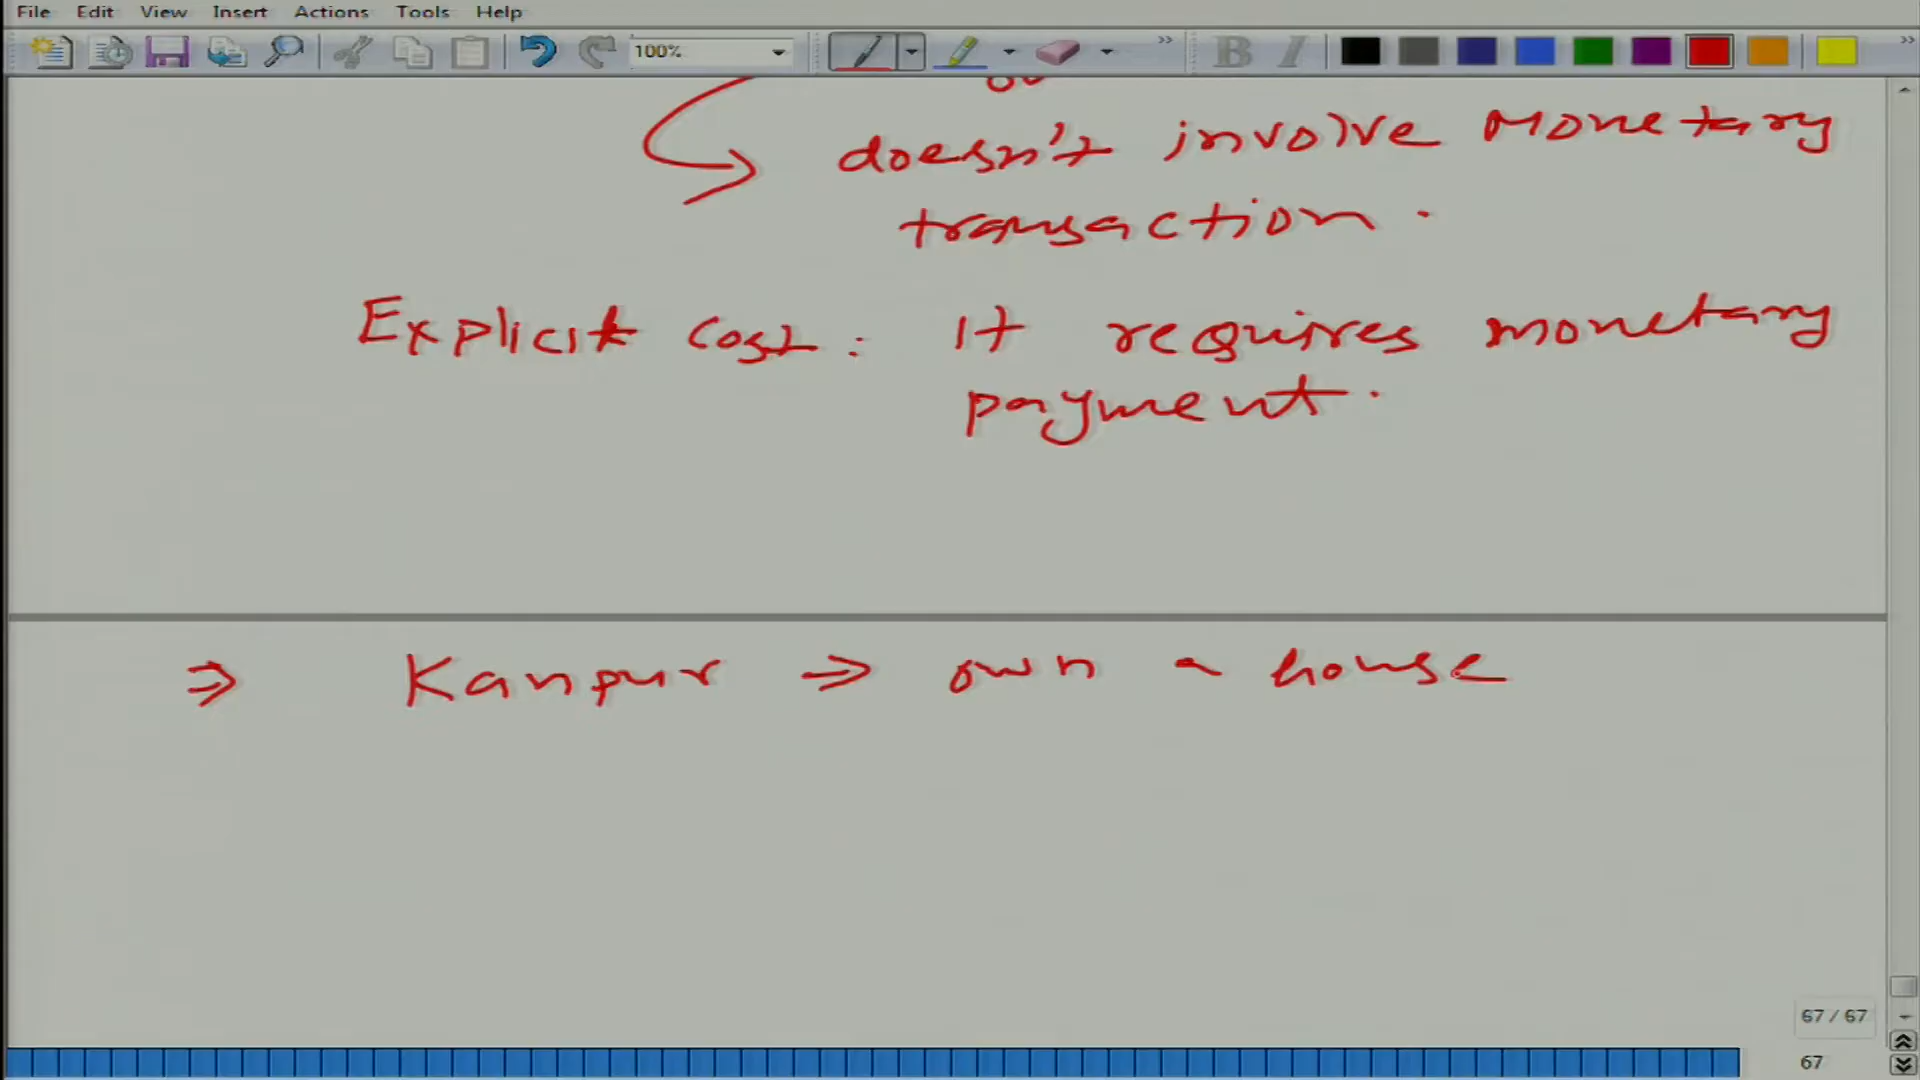 File Edit View Insert Actions Tools Help
100% B I
doesn't involve Monetary
transaction.
Explicit cost: It requires monetary
payment.
⇒ Kanpur ⇒ own a house
67 / 67
67